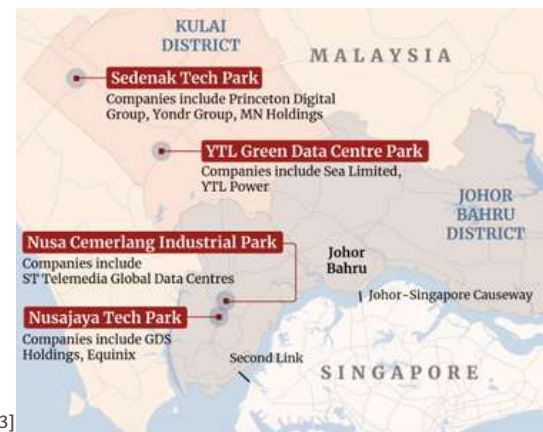 KULAI
DISTRICT
MALAYSIA
Sedenak Tech Park
Companies include Princeton Digital
Group, Yondr Group, MN Holdings
YTL Green Data Centre Park
Companies include Sea Limited,
YTL Power
JOHOR
BAHRU
DISTRICT
Nusa Cemerlang Industrial Park
Companies include
ST Telemedia Global Data Centres
Johor
Bahru
Johor-Singapore Causeway
Nusajaya Tech Park
Companies include GDS
Holdings, Equinix
Second Link
SINGAPORE
3]